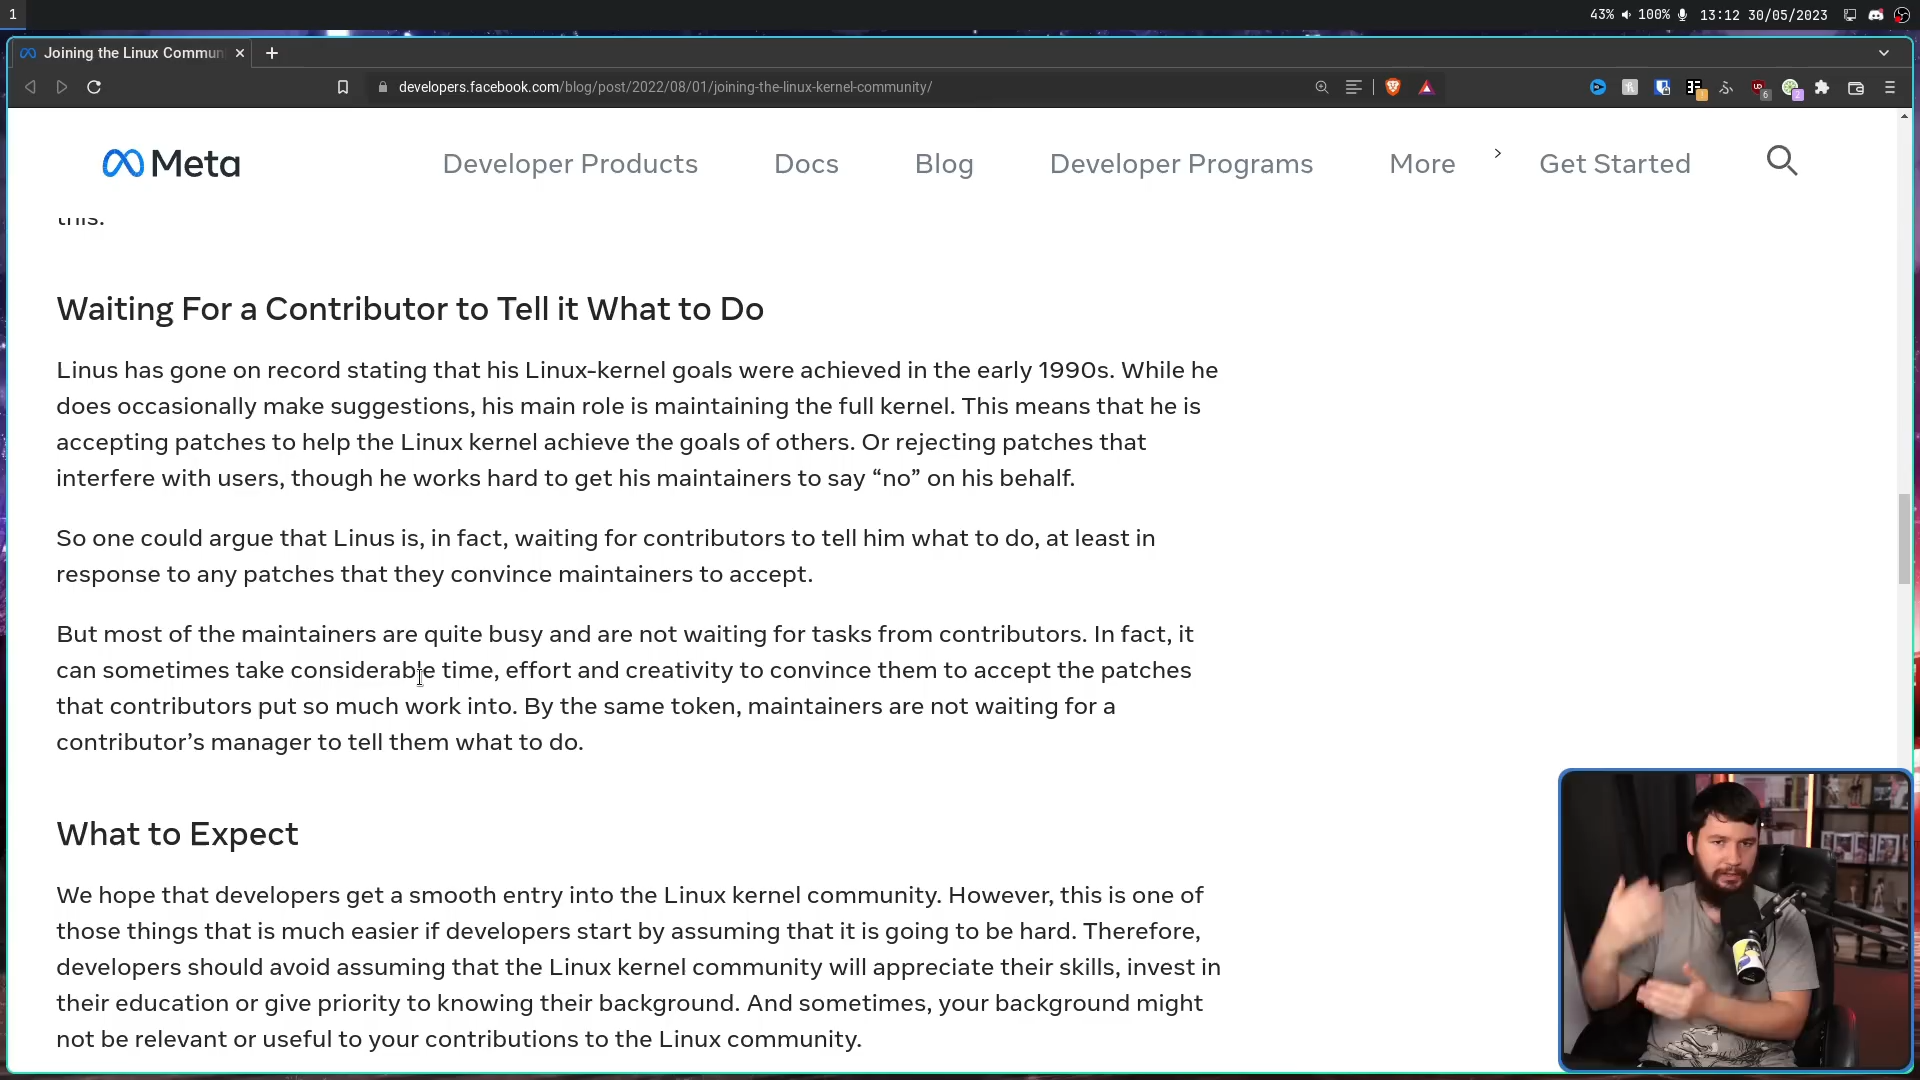 1
43% 100% 13:12 30/05/2023
Joining the Linux Commun
developers.facebook.com/blog/post/2022/08/01/joining-the-linux-kernel-community/
6
2
Meta
Developer Products
Docs
Blog
Developer Programs
More
Get Started
this.
Waiting For a Contributor to Tell it What to Do
Linus has gone on record stating that his Linux-kernel goals were achieved in the early 1990s. While he
does occasionally make suggestions, his main role is maintaining the full kernel. This means that he is
accepting patches to help the Linux kernel achieve the goals of others. Or rejecting patches that
interfere with users, though he works hard to get his maintainers to say “no” on his behalf.
So one could argue that Linus is, in fact, waiting for contributors to tell him what to do, at least in
response to any patches that they convince maintainers to accept.
But most of the maintainers are quite busy and are not waiting for tasks from contributors. In fact, it
can sometimes take considerable time, effort and creativity to convince them to accept the patches
that contributors put so much work into. By the same token, maintainers are not waiting for a
contributor’s manager to tell them what to do.
What to Expect
We hope that developers get a smooth entry into the Linux kernel community. However, this is one of
those things that is much easier if developers start by assuming that it is going to be hard. Therefore,
developers should avoid assuming that the Linux kernel community will appreciate their skills, invest in
their education or give priority to knowing their background. And sometimes, your background might
not be relevant or useful to your contributions to the Linux community.